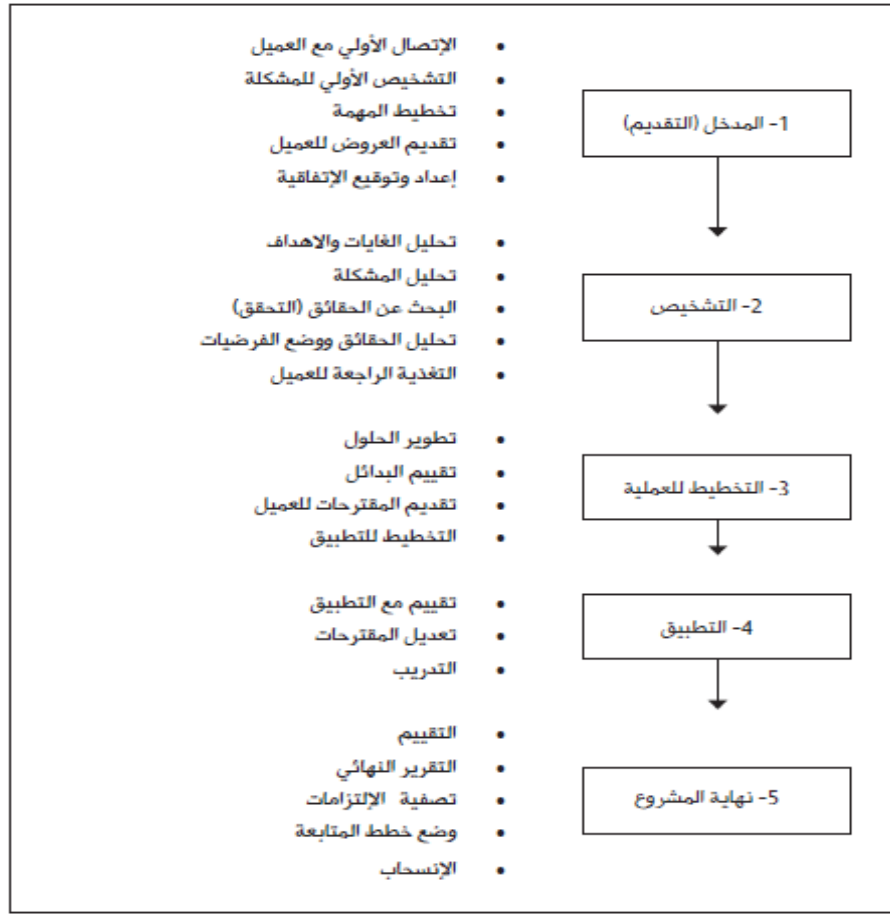 1- المدخل (التقديم)
• الإتصال الأولي مع العميل
• التشخيص الأولي للمشكلة
• تخطيط المهمة
• تقديم العروض للعميل
• إعداد وتوقيع الإتفاقية
2- التشخيص
• تحليل الغايات والاهداف
• تحليل المشكلة
• البحث عن الحقائق (التحقق)
• تحليل الحقائق ووضع الفرضيات
• التغذية الراجعة للعميل
3- التخطيط للعملية
• تطوير الحلول
• تقييم البدائل
• تقديم المقترحات للعميل
• التخطيط للتطبيق
4- التطبيق
• تقييم مع التطبيق
• تعديل المقترحات
• التدريب
5- نهاية المشروع
• التقييم
• التقرير النهائي
• تصفية الإلتزامات
• وضع خطط المتابعة
• الإنسحاب